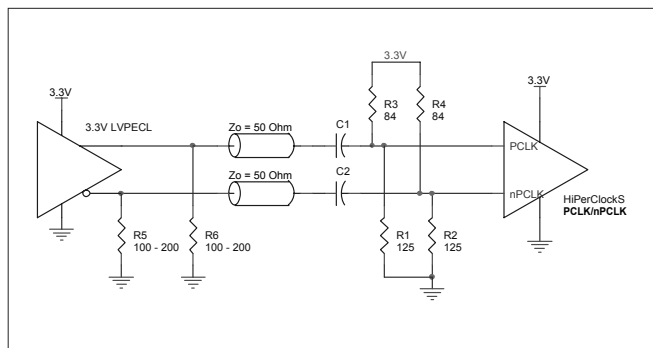 3.3V
3.3V
3.3V
3.3V LVPECL
R3
84
R4
84
Zo = 50 Ohm
C1
PCLK
Zo = 50 Ohm
C2
nPCLK
HiPerClockS
PCLK/nPCLK
R5
100 - 200
R6
100 - 200
R1
125
R2
125